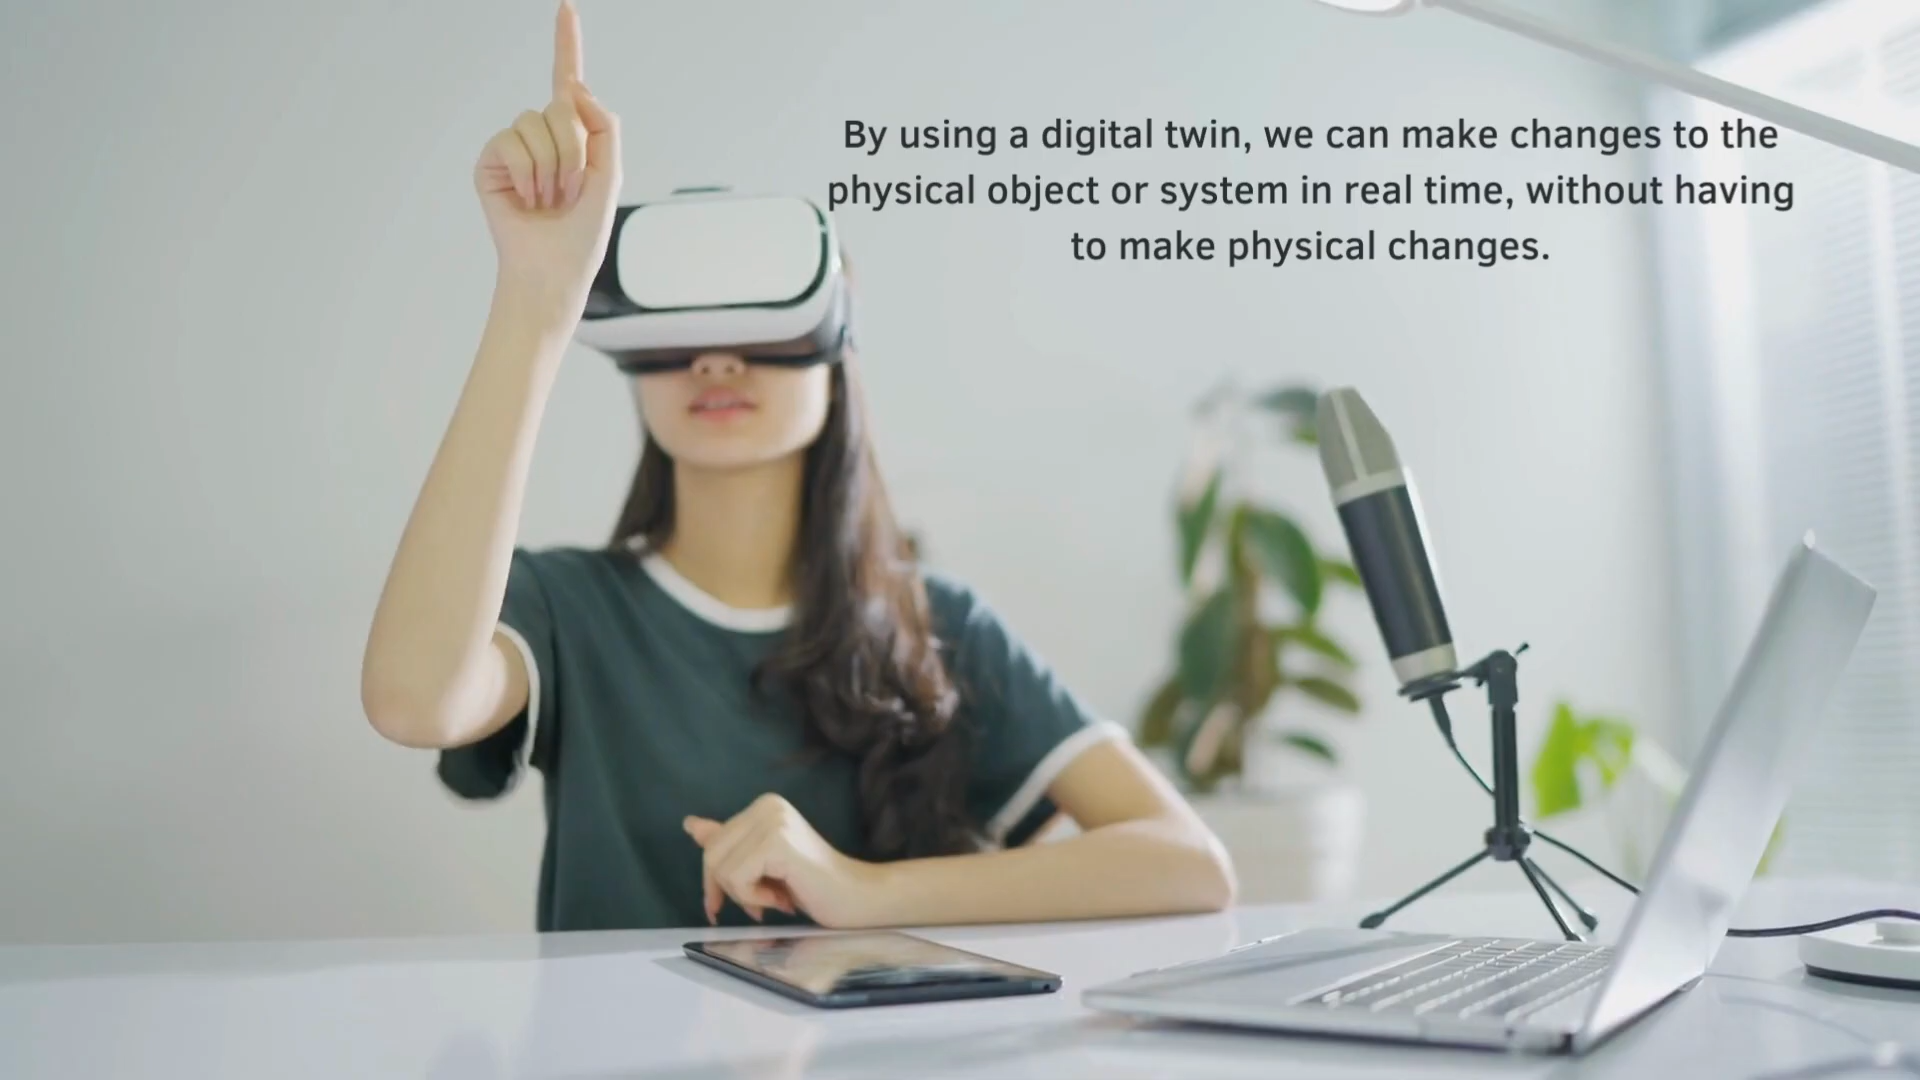 By using a digital twin, we can make changes to the
physical object or system in real time, without having
to make physical changes.